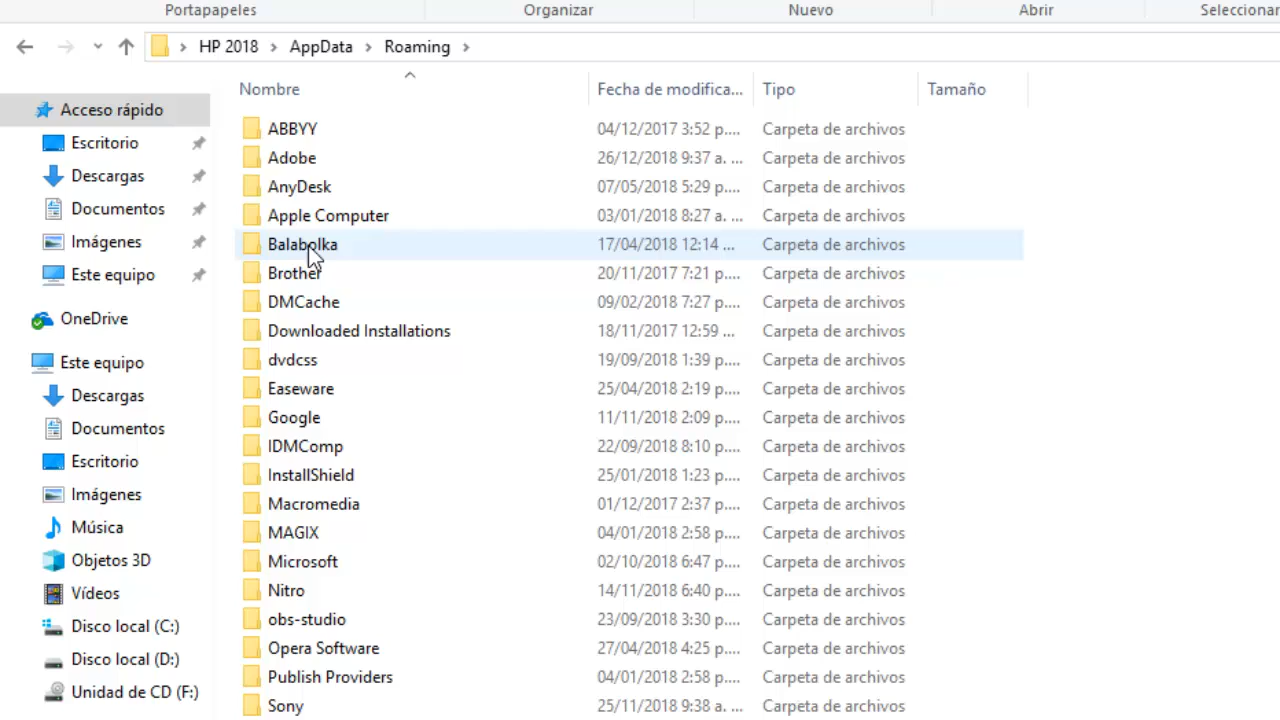 Portapapeles Organizar Nuevo Abrir Seleccionar
HP 2018 AppData Roaming
Nombre Fecha de modifica... Tipo Tamaño
Acceso rápido
Escritorio
Descargas
Documentos
Imágenes
Este equipo
OneDrive
Este equipo
Descargas
Documentos
Escritorio
Imágenes
Música
Objetos 3D
Vídeos
Disco local (C:)
Disco local (D:)
Unidad de CD (F:)
ABBYY 04/12/2017 3:52 p.... Carpeta de archivos
Adobe 26/12/2018 9:37 a. ... Carpeta de archivos
AnyDesk 07/05/2018 5:29 p.... Carpeta de archivos
Apple Computer 03/01/2018 8:27 a. ... Carpeta de archivos
Balabolka 17/04/2018 12:14 ... Carpeta de archivos
Brother 20/11/2017 7:21 p.... Carpeta de archivos
DMCache 09/02/2018 7:27 p.... Carpeta de archivos
Downloaded Installations 18/11/2017 12:59 ... Carpeta de archivos
dvdcss 19/09/2018 1:39 p.... Carpeta de archivos
Easeware 25/04/2018 2:19 p.... Carpeta de archivos
Google 11/11/2018 2:09 p.... Carpeta de archivos
IDMComp 22/09/2018 8:10 p.... Carpeta de archivos
InstallShield 25/01/2018 1:23 p.... Carpeta de archivos
Macromedia 01/12/2017 2:37 p.... Carpeta de archivos
MAGIX 04/01/2018 2:58 p.... Carpeta de archivos
Microsoft 02/10/2018 6:47 p.... Carpeta de archivos
Nitro 14/11/2018 6:40 p.... Carpeta de archivos
obs-studio 23/09/2018 3:30 p.... Carpeta de archivos
Opera Software 27/04/2018 4:25 p.... Carpeta de archivos
Publish Providers 04/01/2018 2:58 p.... Carpeta de archivos
Sony 25/11/2018 9:38 a. ... Carpeta de archivos